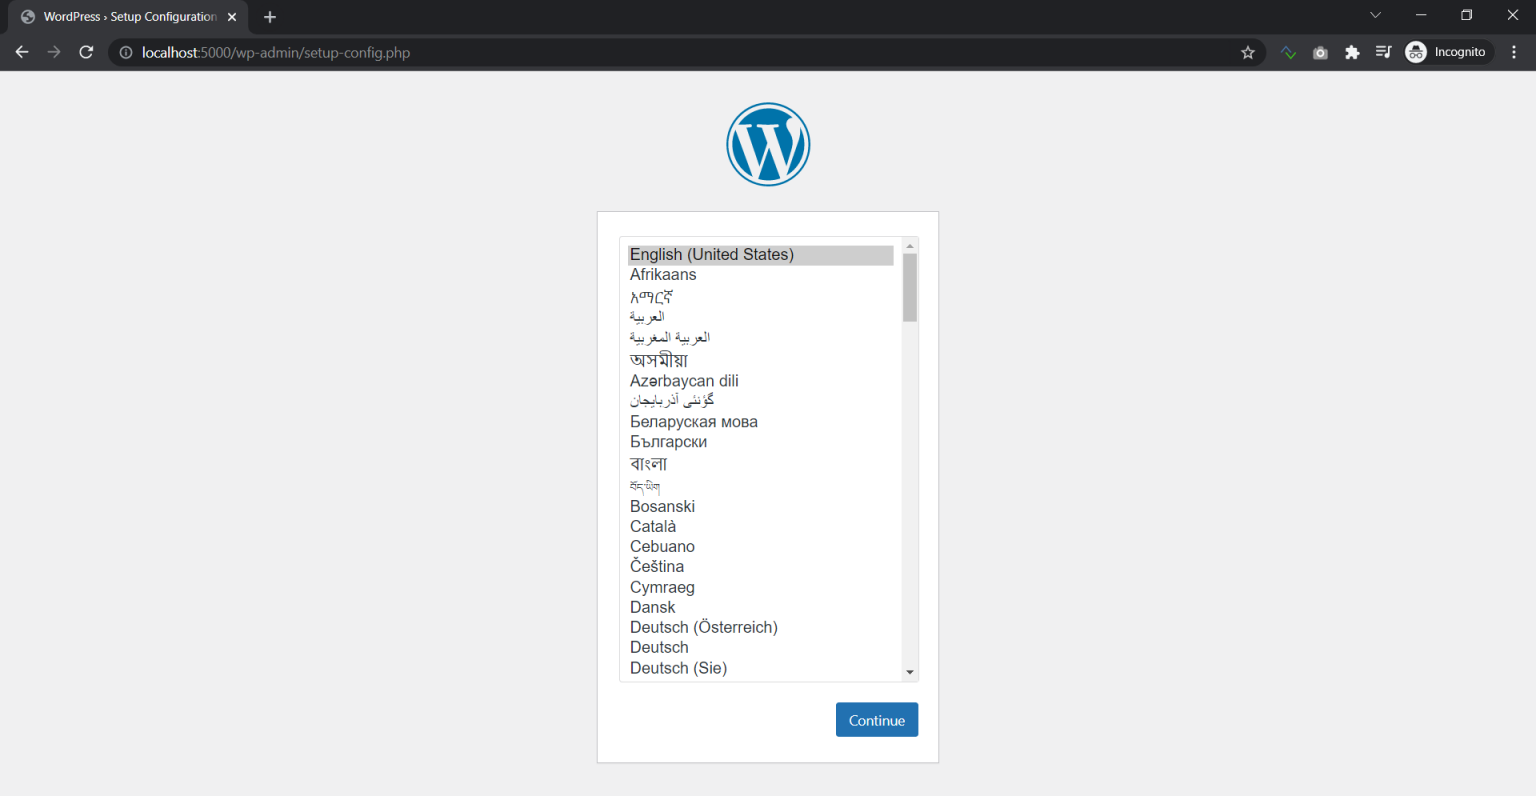 WordPress › Setup Configuration
localhost:5000/wp-admin/setup-config.php
Incognito
English (United States)
Afrikaans
አማርኛ
العربية
العربية المغربية
অসমীয়া
Azərbaycan dili
گؤنئی آذربایجان
Беларуская мова
Български
বাংলা
བོད་ཡིག
Bosanski
Català
Cebuano
Čeština
Cymraeg
Dansk
Deutsch (Österreich)
Deutsch
Deutsch (Sie)
Continue